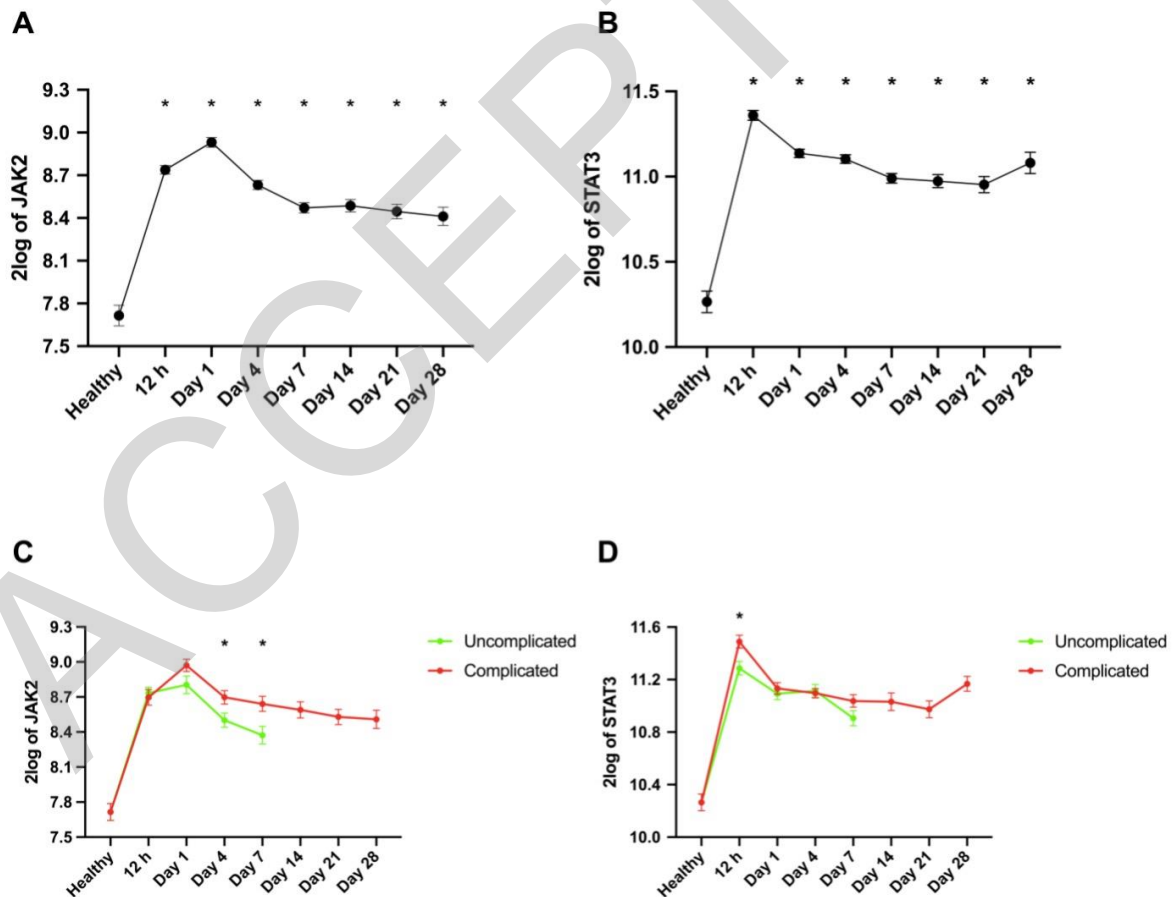 A
B
2log of JAK2
9.3
9.0
8.7
8.4
8.1
7.8
7.5
* * * * * * *
Healthy 12 h Day 1 Day 4 Day 7 Day 14 Day 21 Day 28
2log of STAT3
11.5
11.0
10.5
10.0
* * * * * * *
Healthy 12 h Day 1 Day 4 Day 7 Day 14 Day 21 Day 28
C
D
2log of JAK2
9.3
9.0
8.7
8.4
8.1
7.8
7.5
* *
Healthy 12 h Day 1 Day 4 Day 7 Day 14 Day 21 Day 28
Uncomplicated
Complicated
2log of STAT3
11.6
11.2
10.8
10.4
10.0
*
Healthy 12 h Day 1 Day 4 Day 7 Day 14 Day 21 Day 28
Uncomplicated
Complicated
ACCEPT